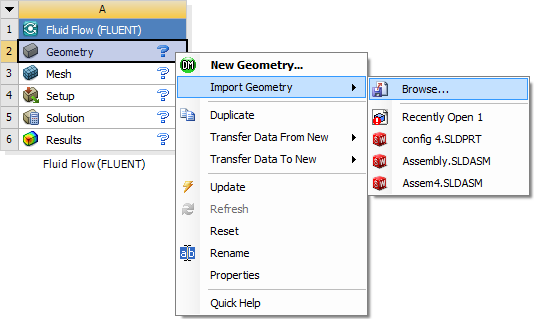 A
1 Fluid Flow (FLUENT)
2 Geometry ?
3 Mesh ?
4 Setup ?
5 Solution ?
6 Results ?
Fluid Flow (FLUENT)
DM New Geometry...
Import Geometry
Duplicate
Transfer Data From New
Transfer Data To New
Update
Refresh
Reset
ab Rename
Properties
Quick Help
Browse...
Recently Open 1
config 4.SLDPRT
Assembly.SLDASM
Assem4.SLDASM